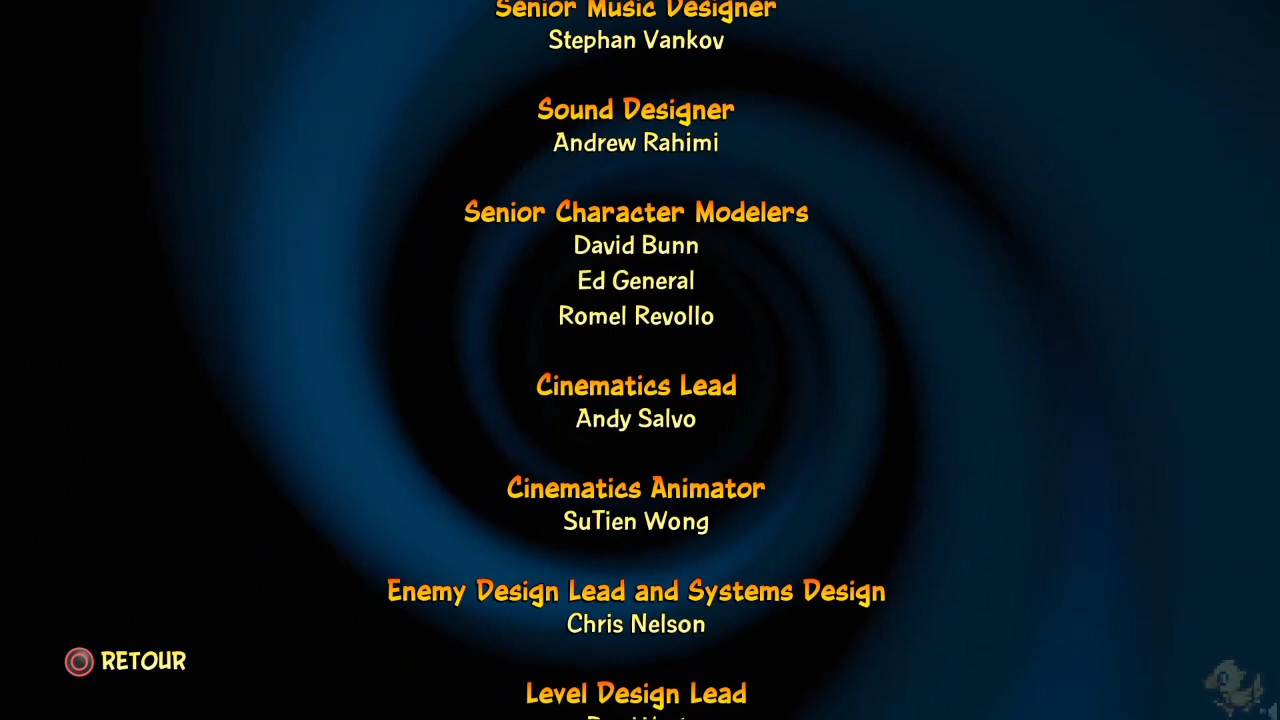 Senior Music Designer
Stephan Vankov
Sound Designer
Andrew Rahimi
Senior Character Modelers
David Bunn
Ed General
Romel Revollo
Cinematics Lead
Andy Salvo
Cinematics Animator
SuTien Wong
Enemy Design Lead and Systems Design
Chris Nelson
RETOUR
Level Design Lead